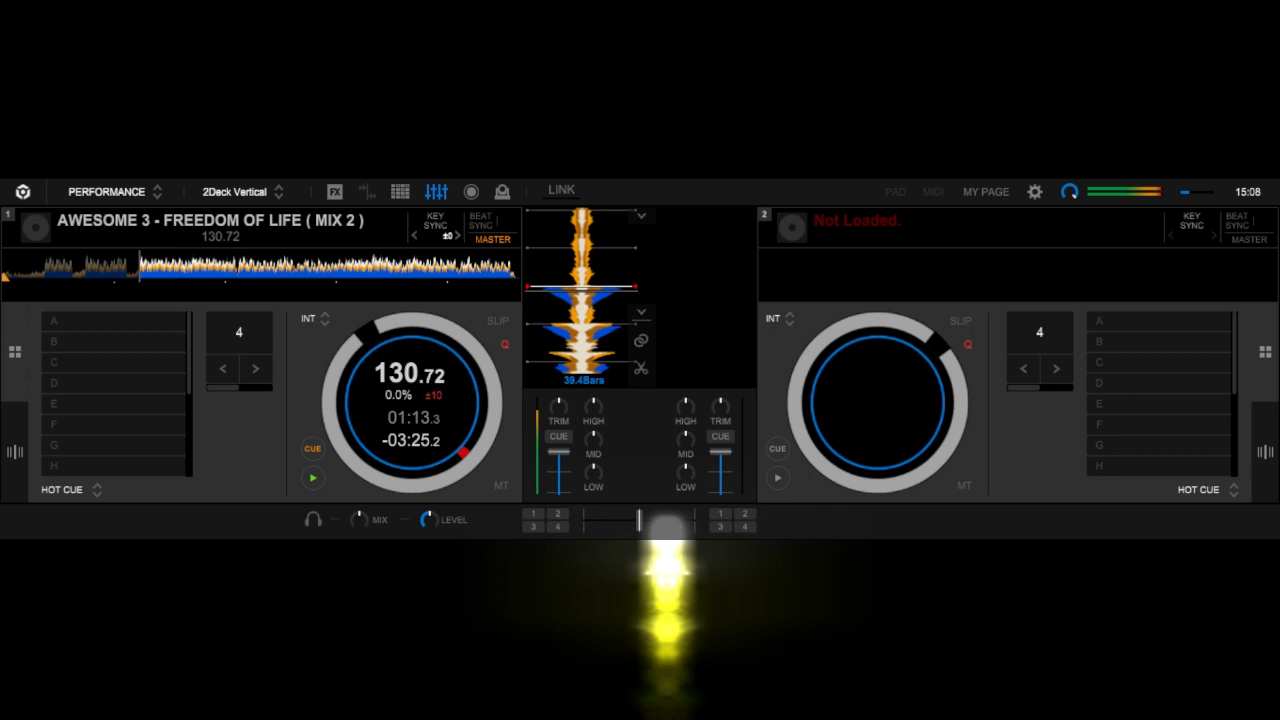 PERFORMANCE 2Deck Vertical FX LINK PAD MIDI MY PAGE 15:08
1 AWESOME 3 - FREEDOM OF LIFE ( MIX 2 )
130.72
KEY SYNC ±0
BEAT SYNC
MASTER
2 Not Loaded.
KEY SYNC
BEAT SYNC
MASTER
A
B
C
D
E
F
G
H
HOT CUE
4
INT
SLIP
Q
130.72
0.0% ±10
01:13.3
-03:25.2
CUE
MT
39.4Bars
TRIM HIGH
CUE
MID
LOW
HIGH TRIM
CUE
MID
LOW
INT
SLIP
Q
CUE
MT
4
A
B
C
D
E
F
G
H
HOT CUE
MIX LEVEL
1 2
3 4
1 2
3 4